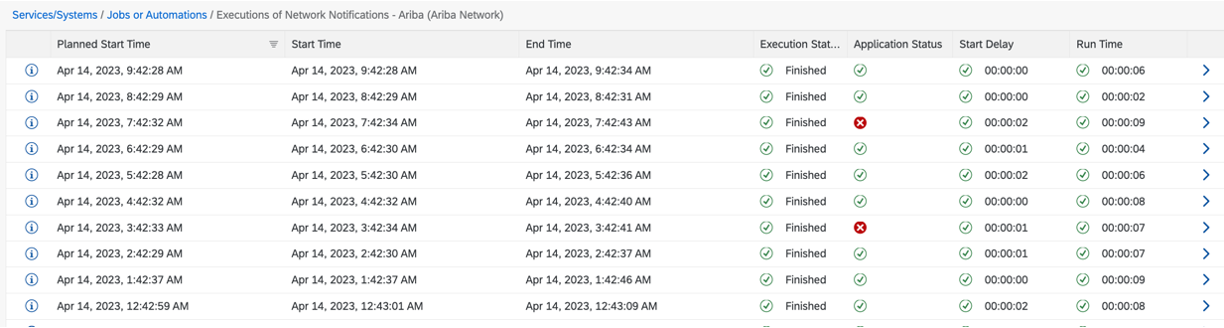 Services/Systems / Jobs or Automations / Executions of Network Notifications - Ariba (Ariba Network)
Planned Start Time Start Time End Time Execution Stat... Application Status Start Delay Run Time
Apr 14, 2023, 9:42:28 AM Apr 14, 2023, 9:42:28 AM Apr 14, 2023, 9:42:34 AM Finished 00:00:00 00:00:06
Apr 14, 2023, 8:42:29 AM Apr 14, 2023, 8:42:29 AM Apr 14, 2023, 8:42:31 AM Finished 00:00:00 00:00:02
Apr 14, 2023, 7:42:32 AM Apr 14, 2023, 7:42:34 AM Apr 14, 2023, 7:42:43 AM Finished 00:00:02 00:00:09
Apr 14, 2023, 6:42:29 AM Apr 14, 2023, 6:42:30 AM Apr 14, 2023, 6:42:34 AM Finished 00:00:01 00:00:04
Apr 14, 2023, 5:42:28 AM Apr 14, 2023, 5:42:30 AM Apr 14, 2023, 5:42:36 AM Finished 00:00:02 00:00:06
Apr 14, 2023, 4:42:32 AM Apr 14, 2023, 4:42:32 AM Apr 14, 2023, 4:42:40 AM Finished 00:00:00 00:00:08
Apr 14, 2023, 3:42:33 AM Apr 14, 2023, 3:42:34 AM Apr 14, 2023, 3:42:41 AM Finished 00:00:01 00:00:07
Apr 14, 2023, 2:42:29 AM Apr 14, 2023, 2:42:30 AM Apr 14, 2023, 2:42:37 AM Finished 00:00:01 00:00:07
Apr 14, 2023, 1:42:37 AM Apr 14, 2023, 1:42:37 AM Apr 14, 2023, 1:42:46 AM Finished 00:00:00 00:00:09
Apr 14, 2023, 12:42:59 AM Apr 14, 2023, 12:43:01 AM Apr 14, 2023, 12:43:09 AM Finished 00:00:02 00:00:08